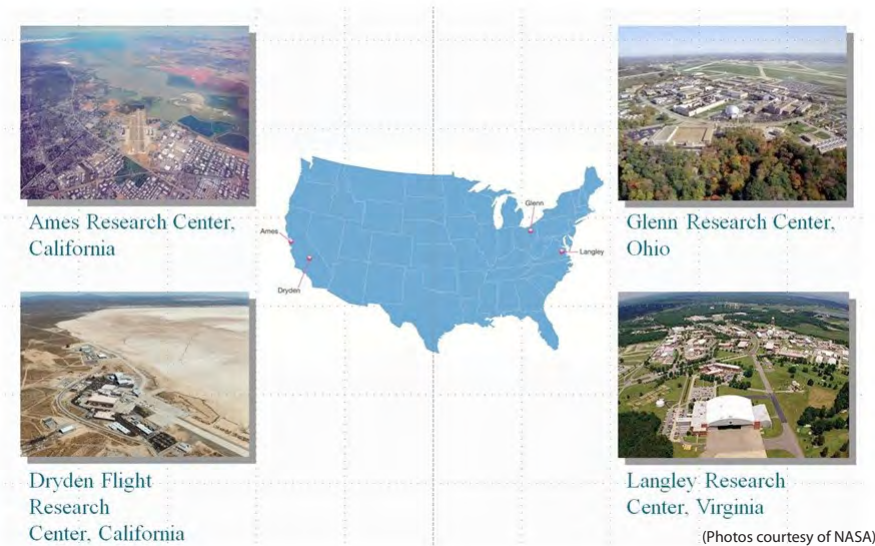 Ames Research Center,
California
Glenn Research Center,
Ohio
Glenn
Ames
Langley
Dryden
Dryden Flight
Research
Center, California
Langley Research
Center, Virginia
(Photos courtesy of NASA)